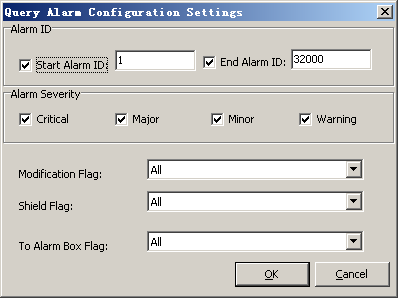 Query Alarm Configuration Settings
Alarm ID
Start Alarm ID: 1 End Alarm ID: 32000
Alarm Severity
Critical Major Minor Warning
Modification Flag: All
Shield Flag: All
To Alarm Box Flag: All
OK Cancel